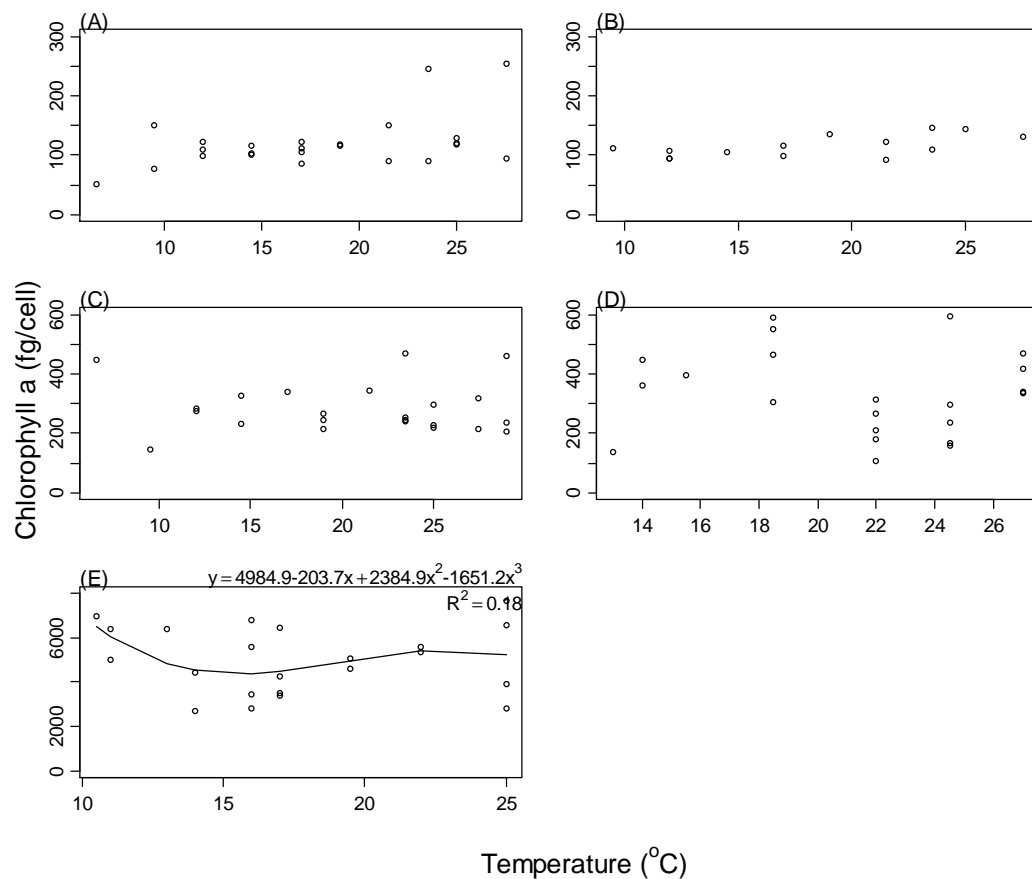 (A)
300
200
100
0
10 15 20 25
(B)
300
200
100
0
10 15 20 25
(C)
600
400
200
0
10 15 20 25
(D)
600
400
200
0
14 16 18 20 22 24 26
(E)
y = 4984.9-203.7x + 2384.9x²-1651.2x³
R² = 0.18
6000
2000
0
10 15 20 25
Chlorophyll a (fg/cell)
Temperature (°C)